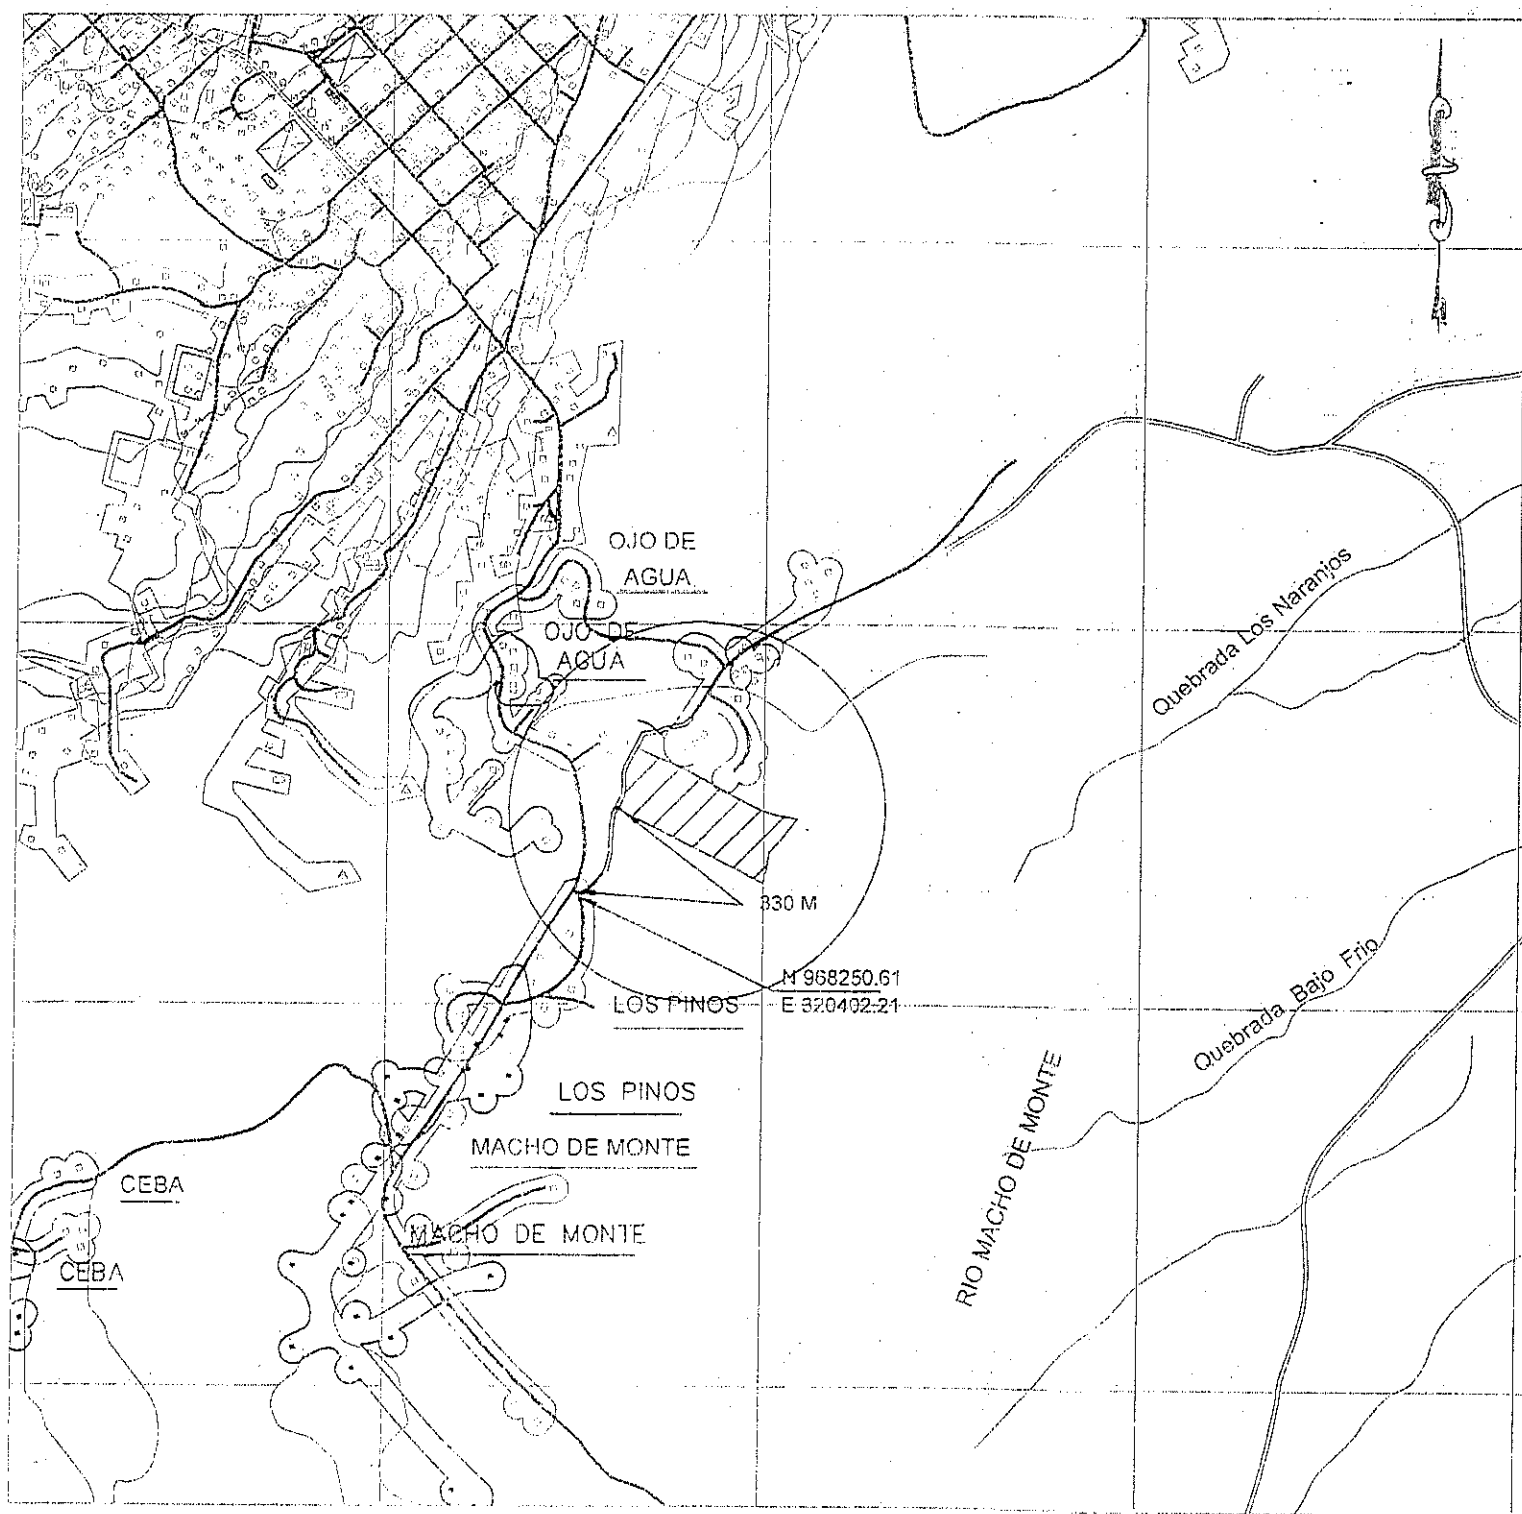 OJO DE
AGUA
OJO DE
AGUA
Quebrada Los Naranjos
330 M
N 968250.61
E 320402.21
LOS PINOS
Quebrada Bajo Frio
LOS PINOS
RIO MACHO DE MONTE
MACHO DE MONTE
CEBA
MACHO DE MONTE
CEBA